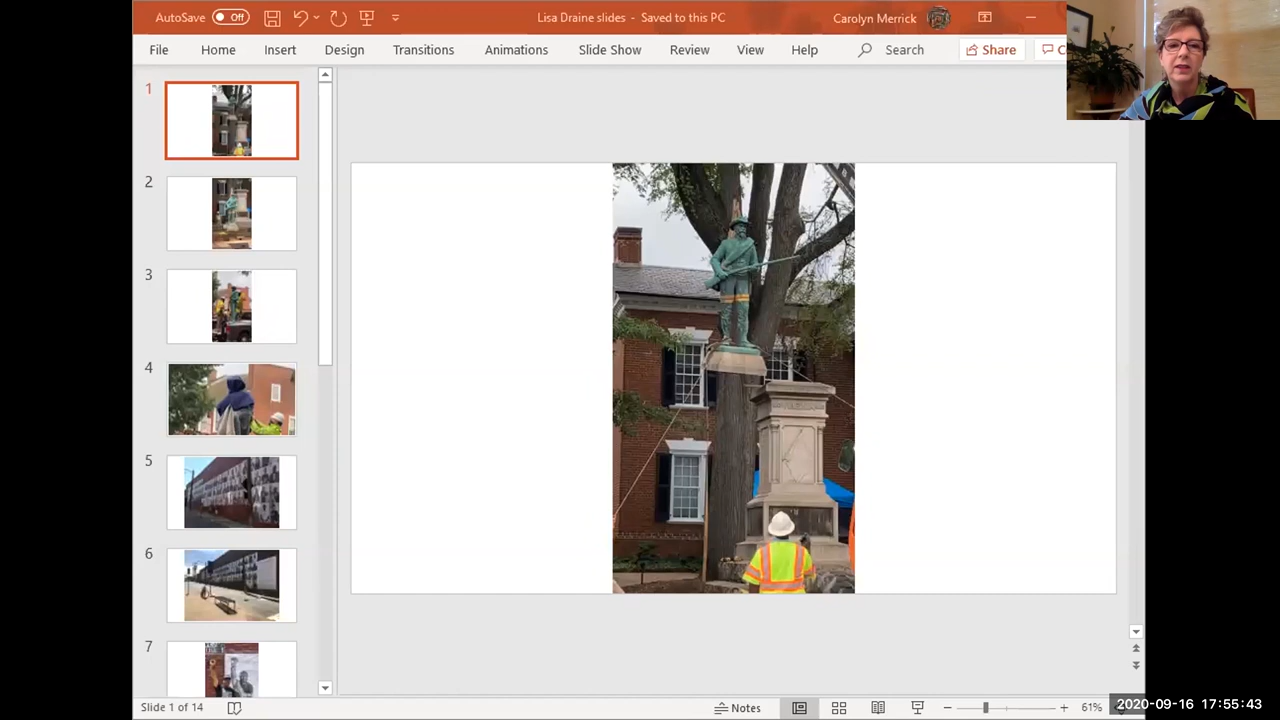 AutoSave Off Lisa Draine slides - Saved to this PC Carolyn Merrick
File Home Insert Design Transitions Animations Slide Show Review View Help Search Share C
1
2
3
4
5
6
7
Slide 1 of 14 Notes 61%
2020-09-16 17:55:43